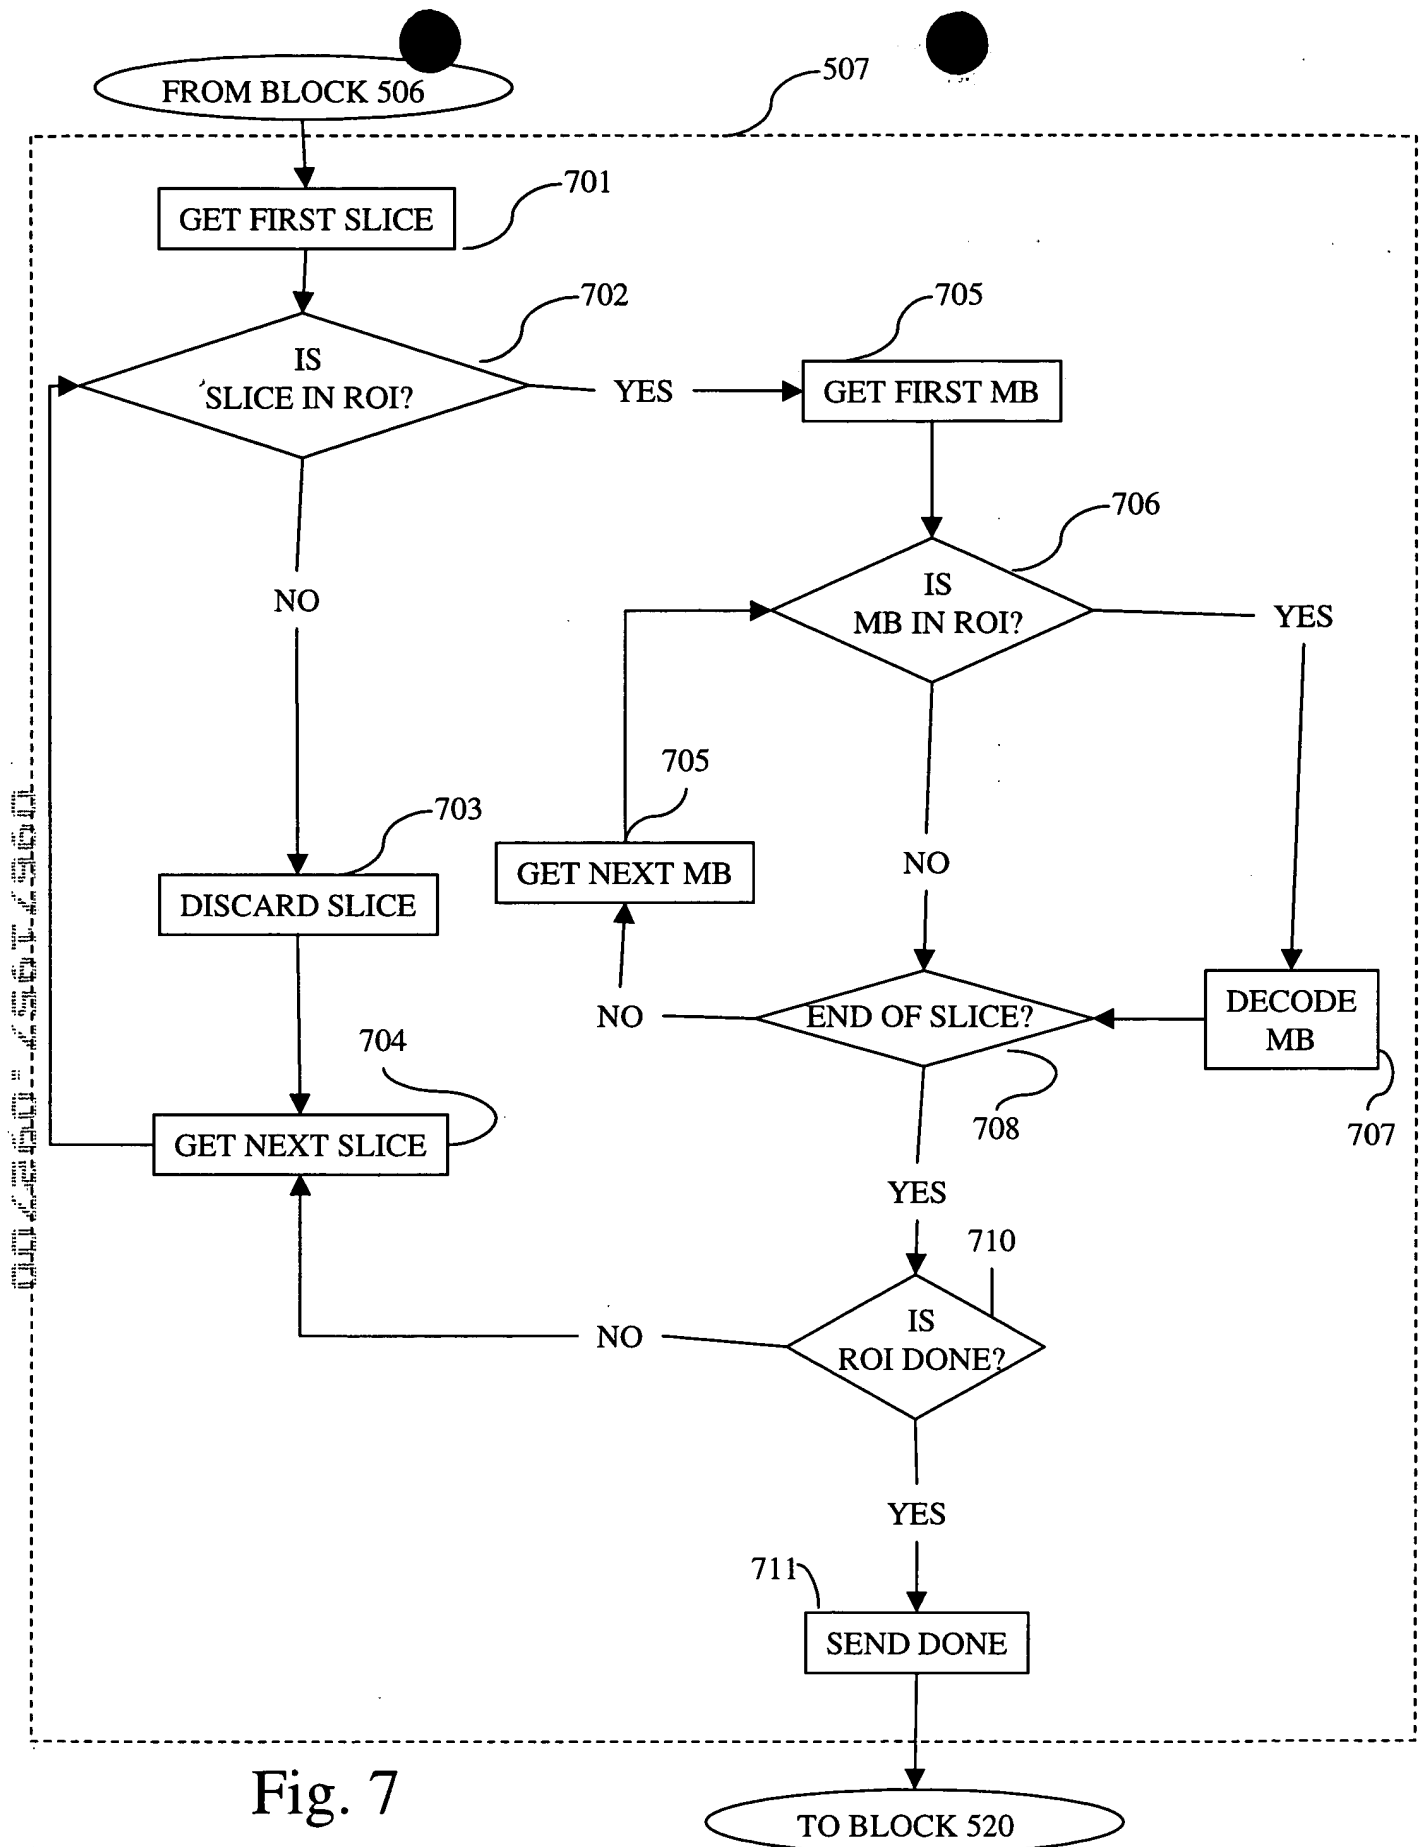 FROM BLOCK 506
507
GET FIRST SLICE
701
IS
SLICE IN ROI?
702
YES
GET FIRST MB
705
IS
MB IN ROI?
706
YES
NO
NO
GET NEXT MB
705
DISCARD SLICE
703
NO
END OF SLICE?
708
DECODE
MB
707
GET NEXT SLICE
704
YES
IS
ROI DONE?
710
NO
YES
711
SEND DONE
Fig. 7
TO BLOCK 520